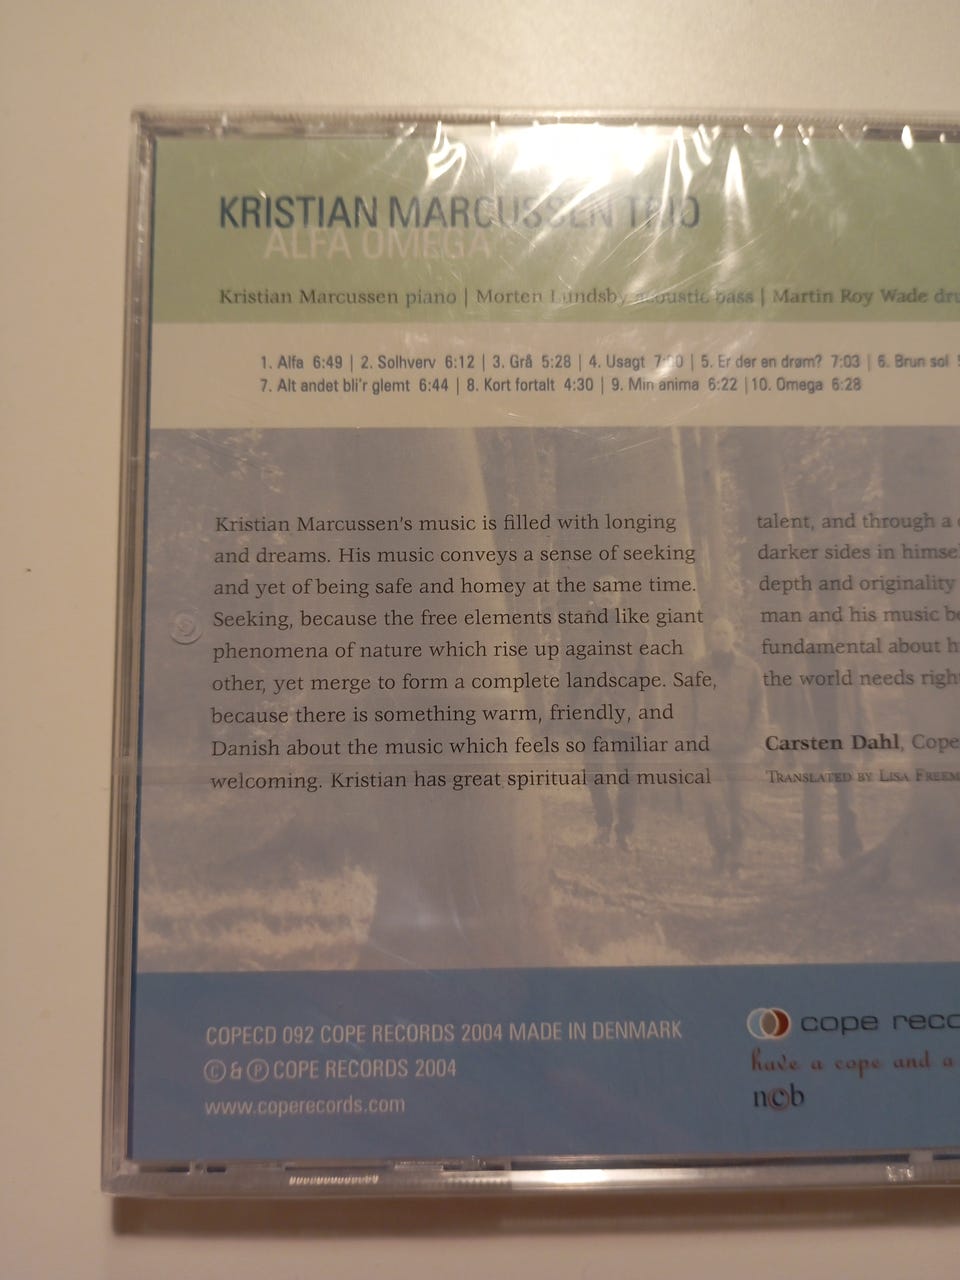 KRISTIAN MARCUSSEN TRIO
ALFA OMEGA
Kristian Marcussen piano | Morten Lundsby acoustic bass | Martin Roy Wade
1. Alfa 6:49 | 2. Solhverv 6:12 | 3. Grå 5:28 | 4. Usagt | 5. Er der en drøm? 7:03 | 6. Brun sol
7. Alt andet bli'r glemt 6:44 | 8. Kort fortalt 4:30 | 9. Min anima 6:22 | 10. Omega 6:28
Kristian Marcussen's music is filled with longing
and dreams. His music conveys a sense of seeking
and yet of being safe and homey at the same time.
Seeking, because the free elements stand like giant
phenomena of nature which rise up against each
other, yet merge to form a complete landscape. Safe,
because there is something warm, friendly, and
Danish about the music which feels so familiar and
welcoming. Kristian has great spiritual and musical
talent, and through a
darker sides in
depth and originality
man and his music
fundamental about
the world needs
Carsten Dahl, Cope
TRANSLATED BY LISA
COPECD 092 COPE RECORDS 2004 MADE IN DENMARK
© & ℗ COPE RECORDS 2004
www.coperecords.com
cope
have a cope and a
ncb